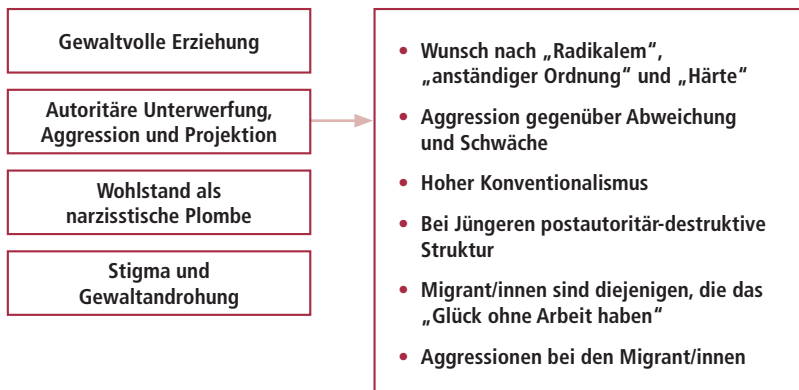 Gewaltvolle Erziehung
Autoritäre Unterwerfung,
Aggression und Projektion
Wohlstand als
narzisstische Plombe
Stigma und
Gewaltandrohung
• Wunsch nach „Radikalem“,
„anständiger Ordnung“ und „Härte“
• Aggression gegenüber Abweichung
und Schwäche
• Hoher Konventionalismus
• Bei Jüngeren postautoritär-destruktive
Struktur
• Migrant/innen sind diejenigen, die das
„Glück ohne Arbeit haben“
• Aggressionen bei den Migrant/innen